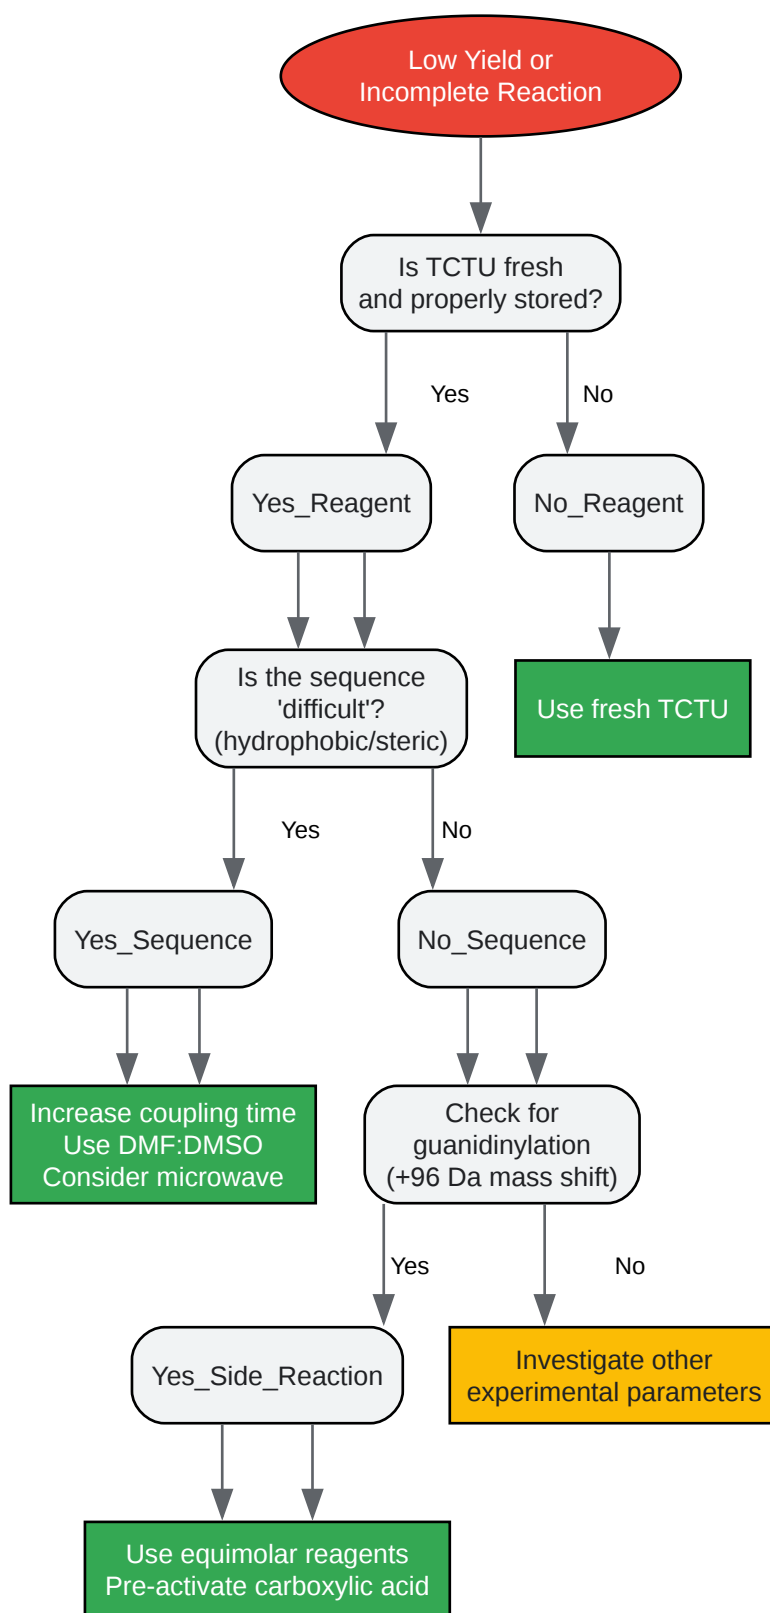 Low Yield or
Incomplete Reaction
Is TCTU fresh
and properly stored?
Yes
No
Yes_Reagent
No_Reagent
Is the sequence
'difficult'?
(hydrophobic/steric)
Use fresh TCTU
Yes
No
Yes_Sequence
No_Sequence
Increase coupling time
Use DMF:DMSO
Consider microwave
Check for
guanidinylation
(+96 Da mass shift)
Yes
No
Yes_Side_Reaction
Investigate other
experimental parameters
Use equimolar reagents
Pre-activate carboxylic acid